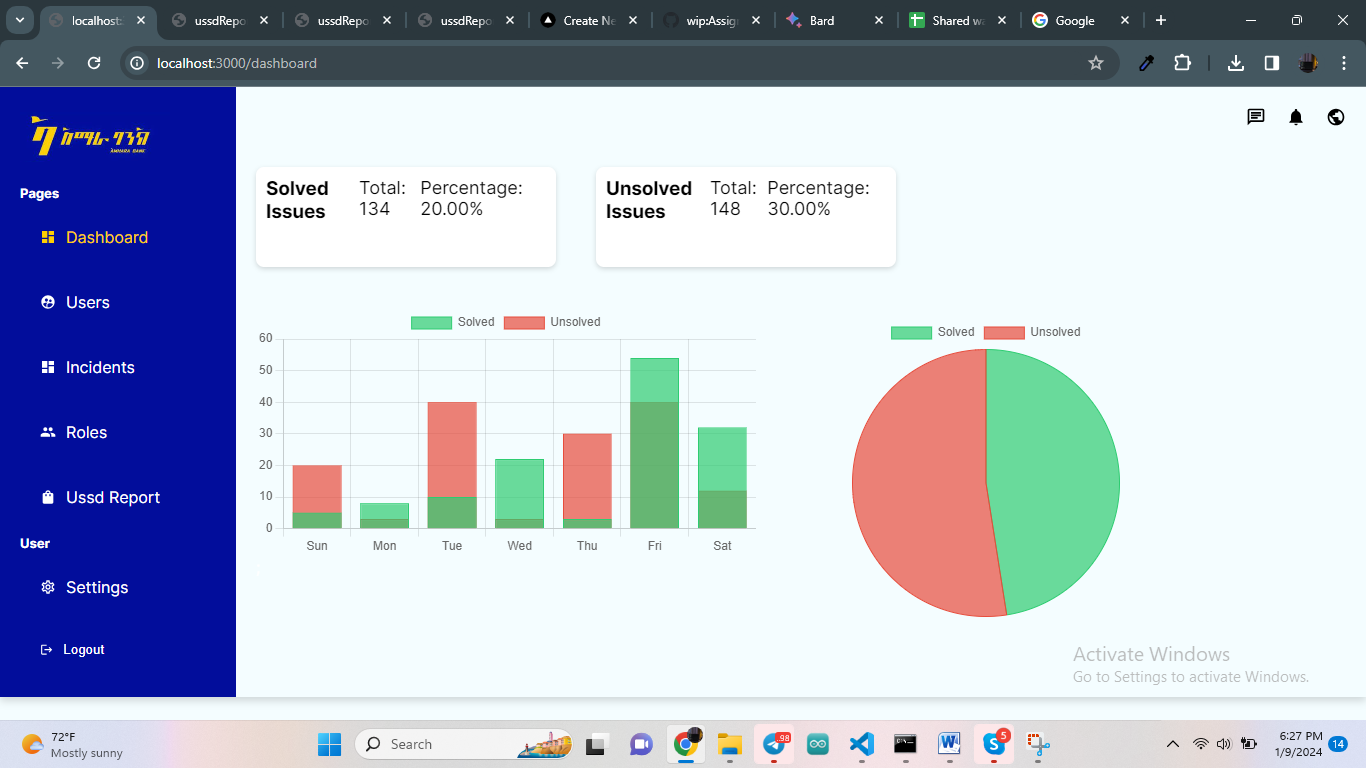 localhost:
ussdRepo
ussdRepo
ussdRepo
Create Ne
wip:Assig
Bard
Shared wa
Google
localhost:3000/dashboard
አማራ ባንክ
AMHARA BANK
Pages
Dashboard
Users
Incidents
Roles
Ussd Report
User
Settings
Logout
Solved Issues
Total: 134
Percentage: 20.00%
Unsolved Issues
Total: 148
Percentage: 30.00%
Solved Unsolved
60
50
40
30
20
10
0
Sun Mon Tue Wed Thu Fri Sat
Solved Unsolved
Activate Windows
Go to Settings to activate Windows.
72°F
Mostly sunny
Search
98
5
6:27 PM
1/9/2024
14